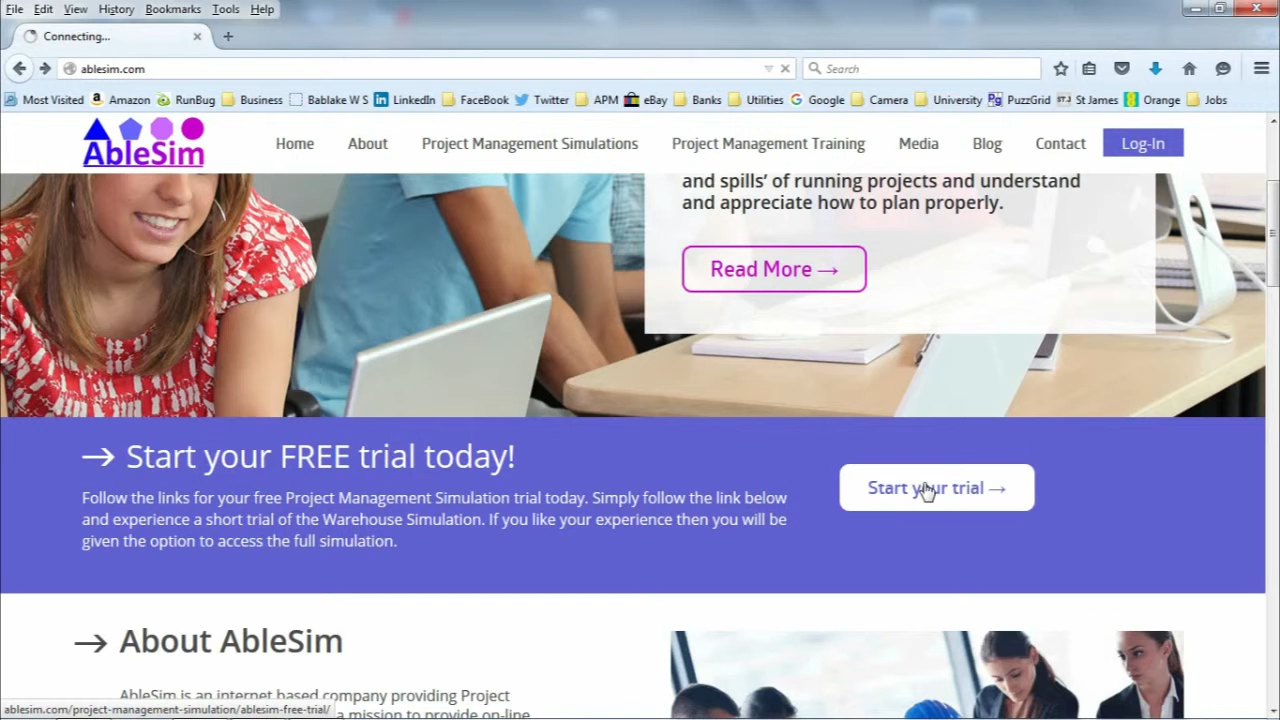 File Edit View History Bookmarks Tools Help
Connecting...
ablesim.com
Search
Most Visited Amazon RunBug Business Bablake W S LinkedIn FaceBook Twitter APM eBay Banks Utilities Google Camera University PuzzGrid St James Orange Jobs
AbleSim
Home About Project Management Simulations Project Management Training Media Blog Contact Log-In
and spills’ of running projects and understand
and appreciate how to plan properly.
Read More →
→ Start your FREE trial today!
Follow the links for your free Project Management Simulation trial today. Simply follow the link below
and experience a short trial of the Warehouse Simulation. If you like your experience then you will be
given the option to access the full simulation.
Start your trial →
→ About AbleSim
AbleSim is an internet based company providing Project
a mission to provide on-line
ablesim.com/project-management-simulation/ablesim-free-trial/